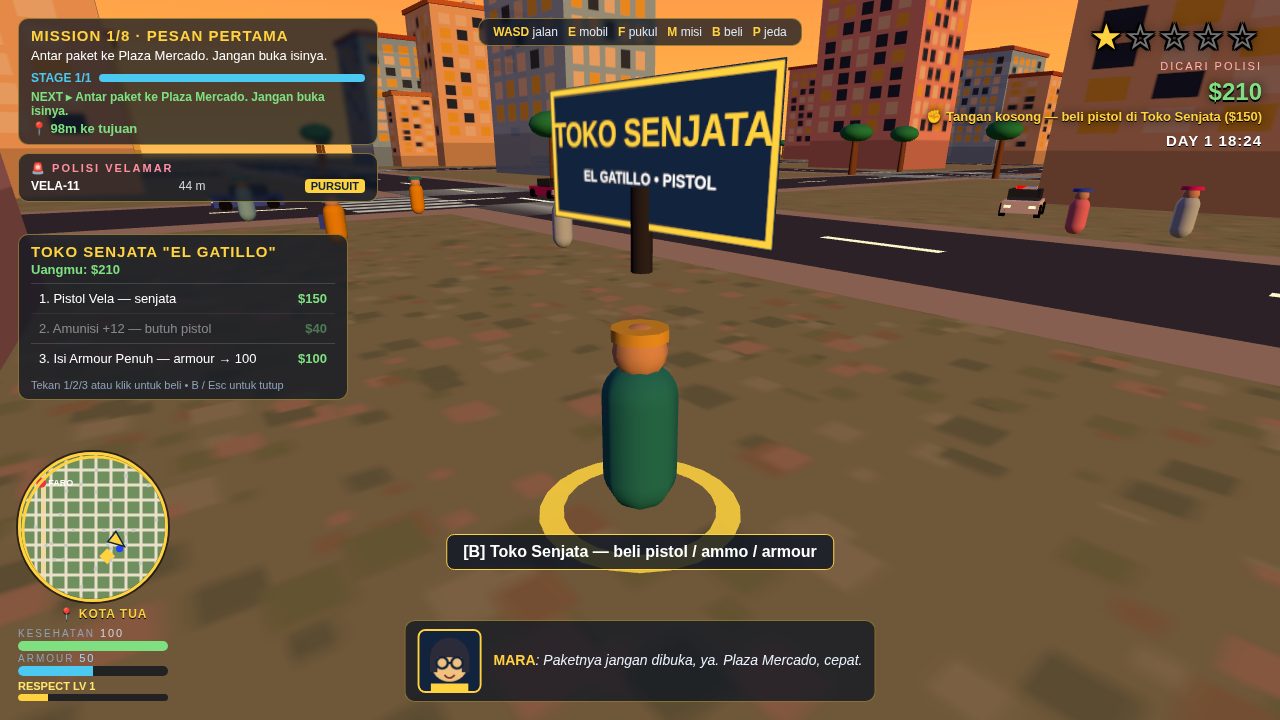 MISSION 1/8 · PESAN PERTAMA
Antar paket ke Plaza Mercado. Jangan buka isinya.
STAGE 1/1
NEXT ▸ Antar paket ke Plaza Mercado. Jangan buka
isinya.
📍 98m ke tujuan
🚨 POLISI VELAMAR
VELA-11 44 m PURSUIT
TOKO SENJATA "EL GATILLO"
Uangmu: $210
1. Pistol Vela — senjata $150
2. Amunisi +12 — butuh pistol $40
3. Isi Armour Penuh — armour → 100 $100
Tekan 1/2/3 atau klik untuk beli • B / Esc untuk tutup
WASD jalan E mobil F pukul M misi B beli P jeda
DICARI POLISI
$210
✊ Tangan kosong — beli pistol di Toko Senjata ($150)
DAY 1 18:24
TOKO SENJATA
EL GATILLO • PISTOL
[B] Toko Senjata — beli pistol / ammo / armour
FARO
📍 KOTA TUA
KESEHATAN 100
ARMOUR 50
RESPECT LV 1
MARA: Paketnya jangan dibuka, ya. Plaza Mercado, cepat.